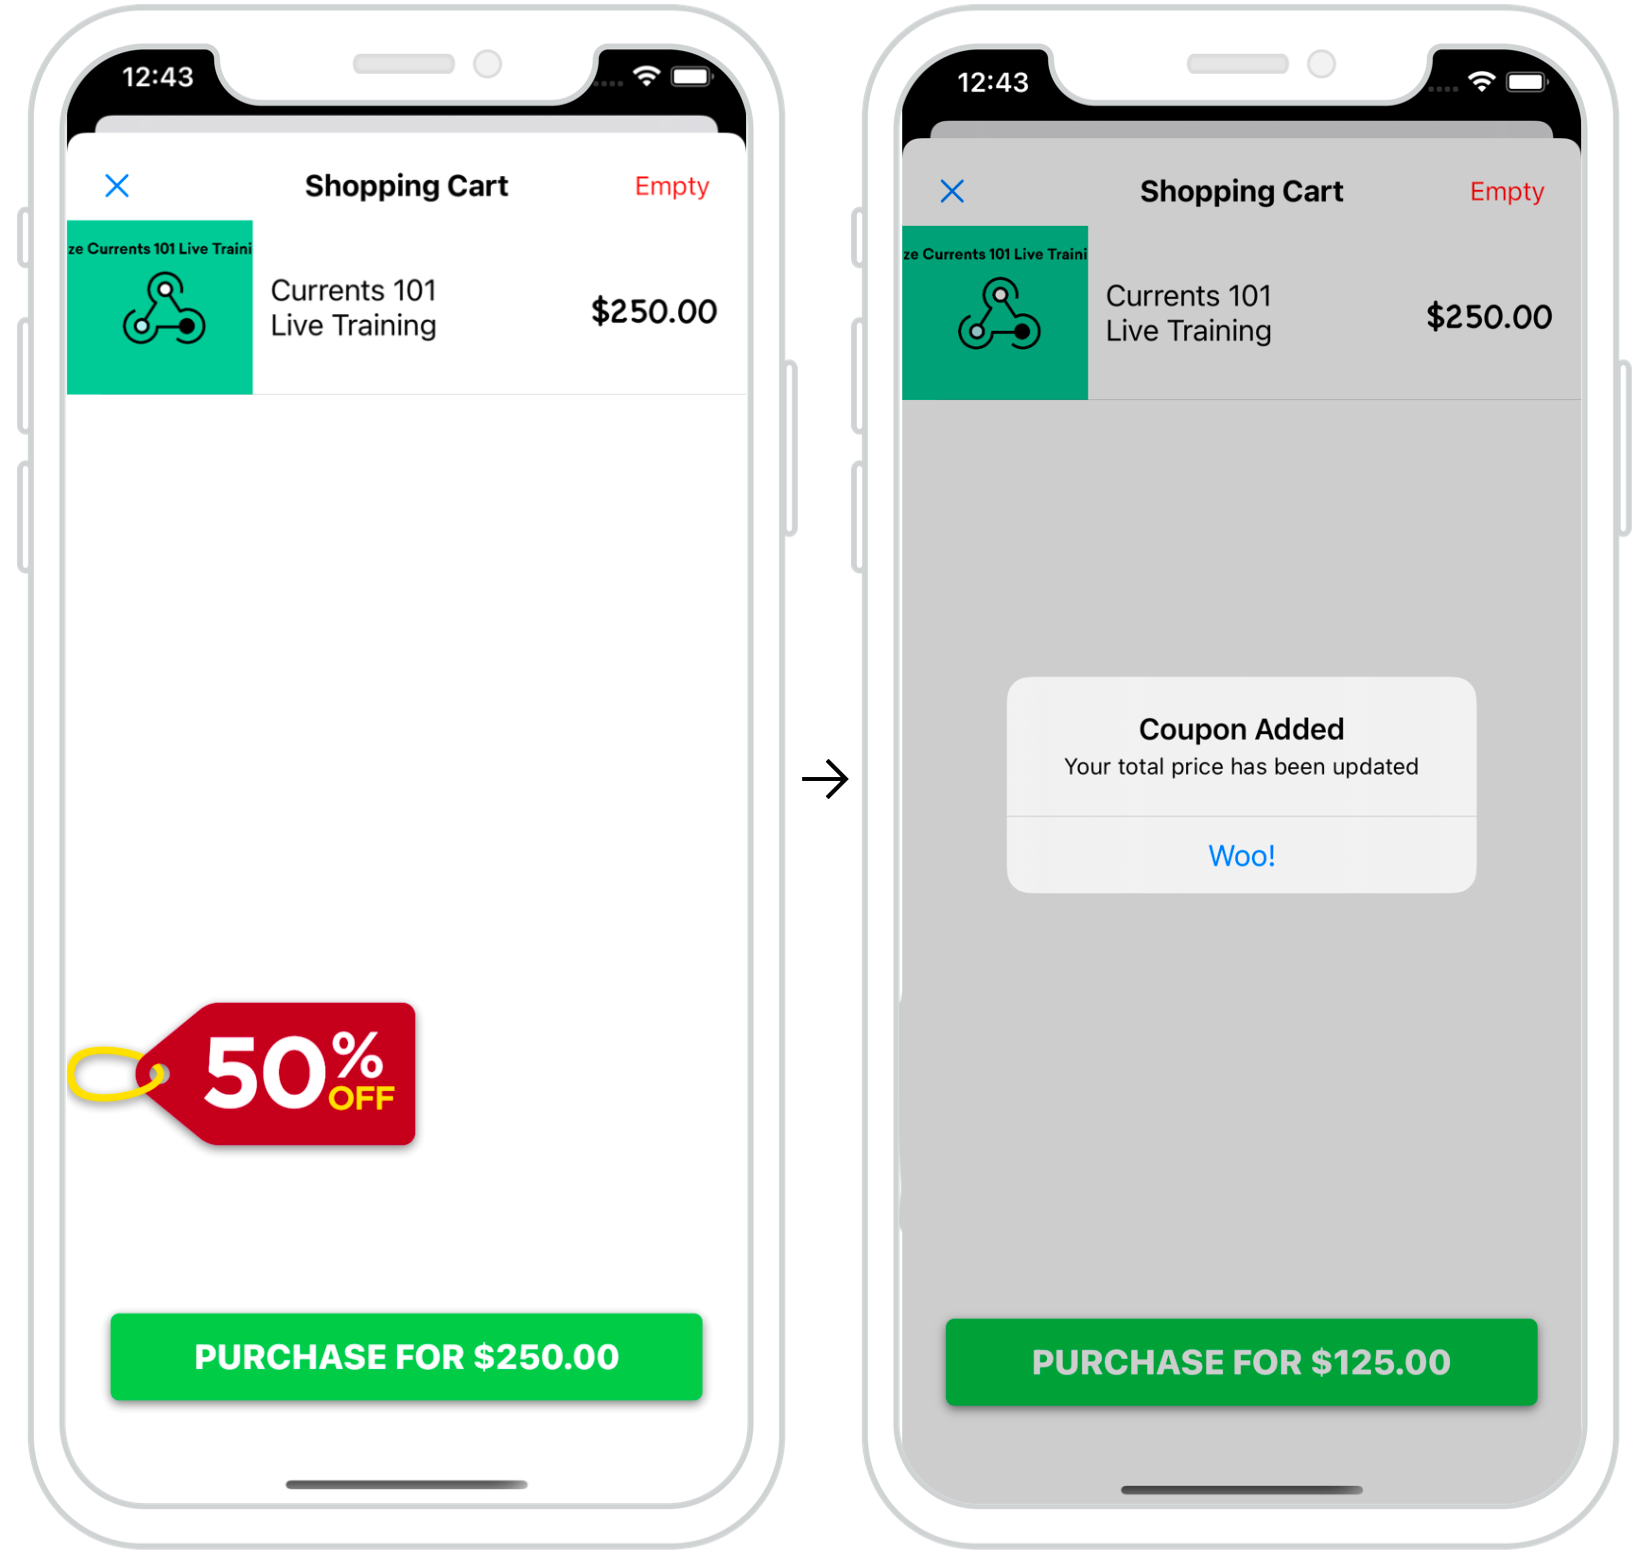 12:43
Shopping Cart
Empty
ze Currents 101 Live Traini
Currents 101
Live Training
$250.00
50%
OFF
PURCHASE FOR $250.00
12:43
Shopping Cart
Empty
ze Currents 101 Live Traini
Currents 101
Live Training
$250.00
Coupon Added
Your total price has been updated
Woo!
PURCHASE FOR $125.00